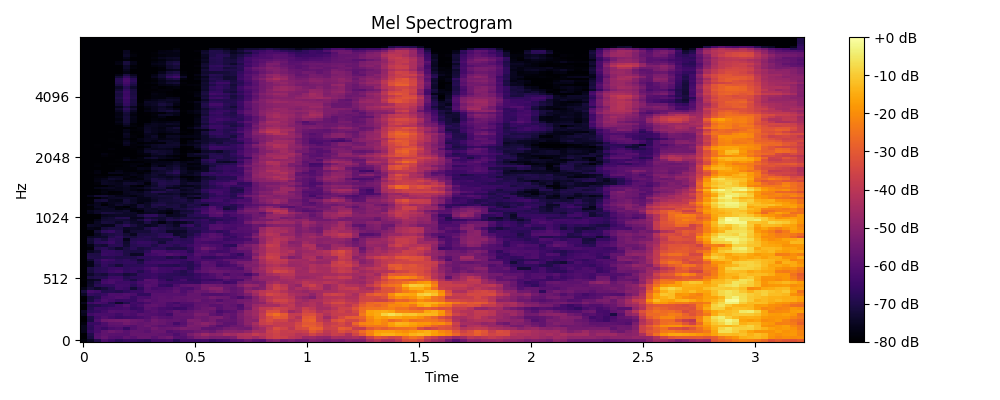 Mel Spectrogram
Hz
4096
2048
1024
512
0
0
0.5
1
1.5
2
2.5
3
Time
+0 dB
-10 dB
-20 dB
-30 dB
-40 dB
-50 dB
-60 dB
-70 dB
-80 dB